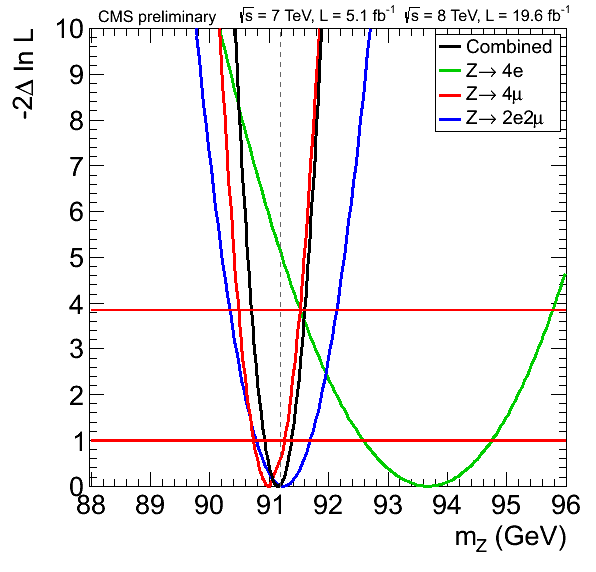 CMS preliminary √s = 7 TeV, L = 5.1 fb⁻¹ √s = 8 TeV, L = 19.6 fb⁻¹
-2Δ ln L
10
9
8
7
6
5
4
3
2
1
0
Combined
Z→ 4e
Z→ 4μ
Z→ 2e2μ
88 89 90 91 92 93 94 95 96
m_Z (GeV)